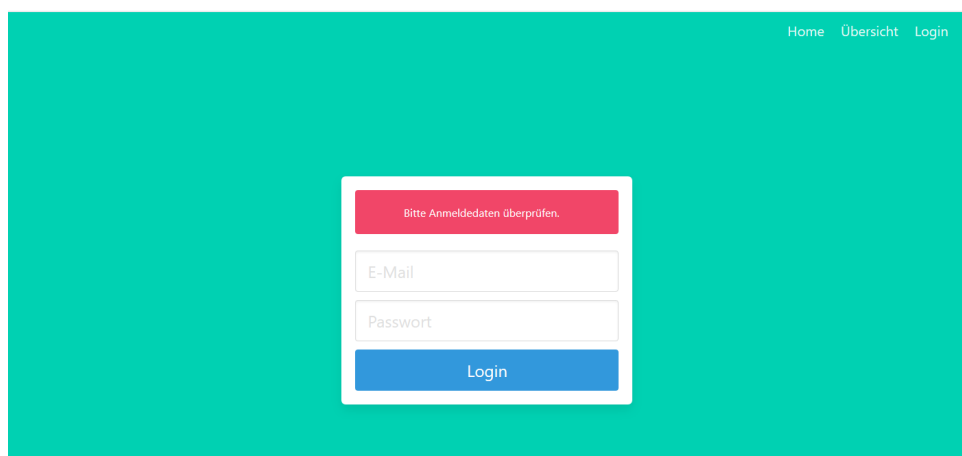 Home Übersicht Login
Bitte Anmeldedaten überprüfen.
E-Mail
Passwort
Login